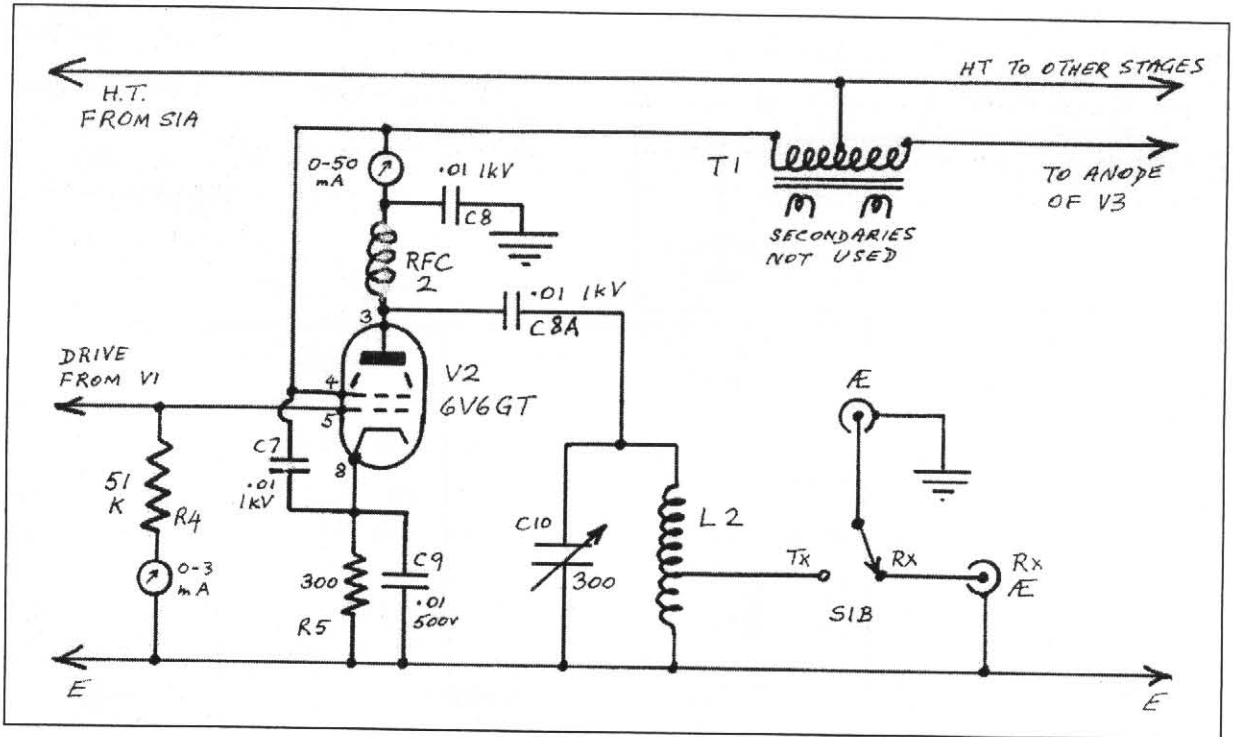 HT TO OTHER STAGES
H.T.
FROM S1A
0-50
mA
.01 1kV
C8
T1
TO ANODE
OF V3
SECONDARIES
NOT USED
RFC
2
.01 1kV
C8A
3
DRIVE
FROM V1
4
5
V2
6V6GT
Æ
C7
.01
1kV
8
51
K
R4
C10
300
L2
Tx
Rx
Rx
Æ
S1B
0-3
mA
300
R5
C9
.01
500V
E
E